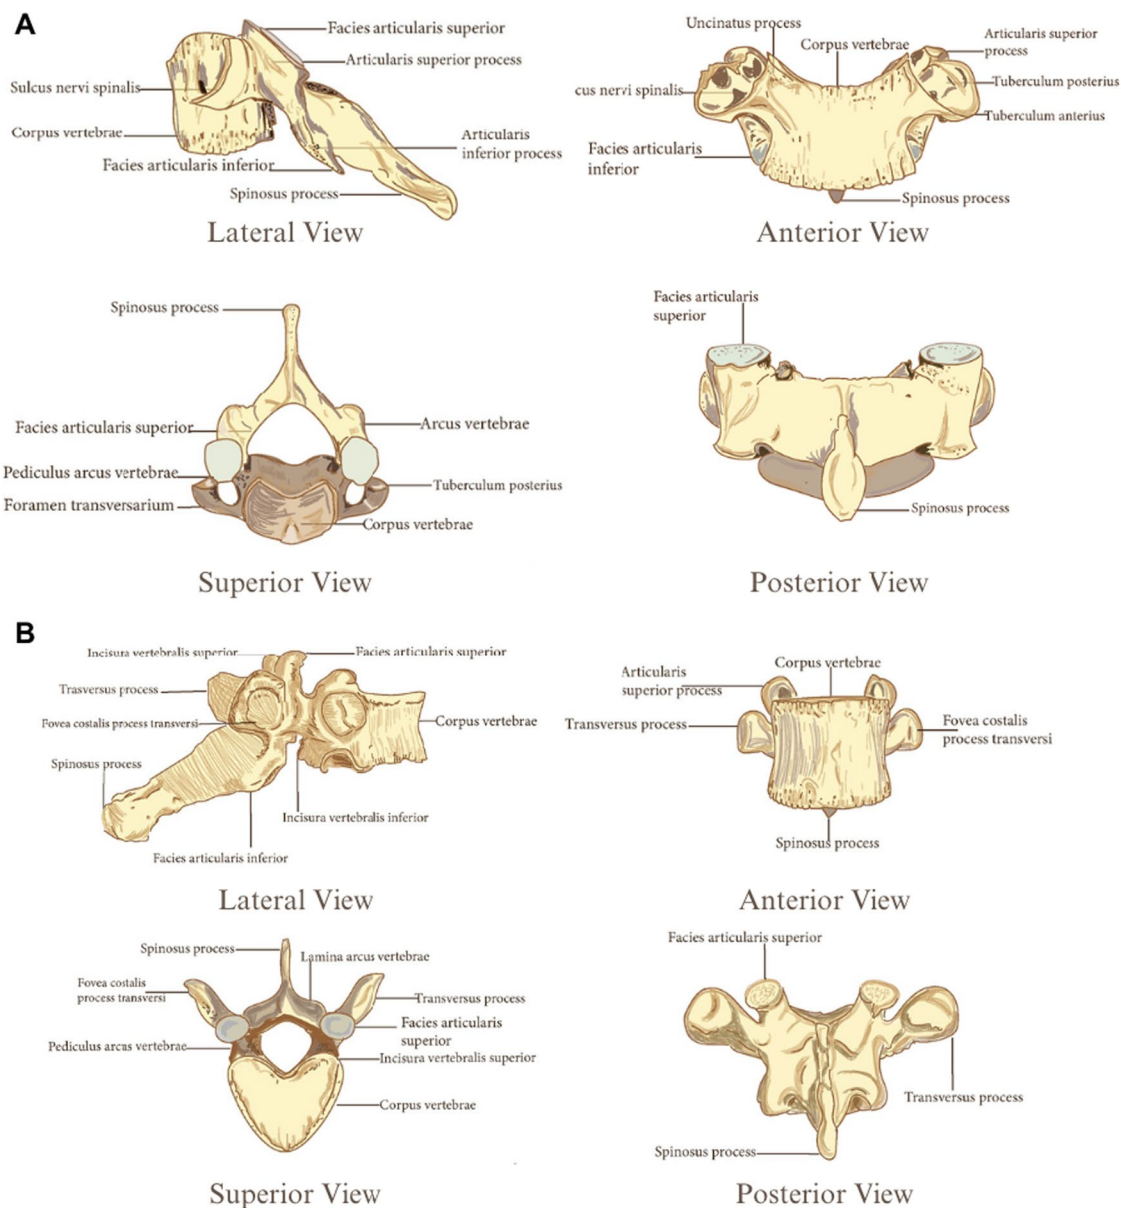 A
Facies articularis superior
Articularis superior process
Sulcus nervi spinalis
Corpus vertebrae
Articularis
inferior process
Facies articularis inferior
Spinosus process
Lateral View
Uncinatus process
Corpus vertebrae
Articularis superior
process
cus nervi spinalis
Tuberculum posterius
Tuberculum anterius
Facies articularis
inferior
Spinosus process
Anterior View
Spinosus process
Facies articularis superior
Arcus vertebrae
Pediculus arcus vertebrae
Tuberculum posterius
Foramen transversarium
Corpus vertebrae
Superior View
Facies articularis
superior
Spinosus process
Posterior View
B
Incisura vertebralis superior
Facies articularis superior
Trasversus process
Fovea costalis process transversi
Corpus vertebrae
Spinosus process
Incisura vertebralis inferior
Facies articularis inferior
Lateral View
Articularis
superior process
Corpus vertebrae
Transversus process
Fovea costalis
process transversi
Spinosus process
Anterior View
Spinosus process
Lamina arcus vertebrae
Fovea costalis
process transversi
Transversus process
Facies articularis
superior
Pediculus arcus vertebrae
Incisura vertebralis superior
Corpus vertebrae
Superior View
Facies articularis superior
Transversus process
Spinosus process
Posterior View